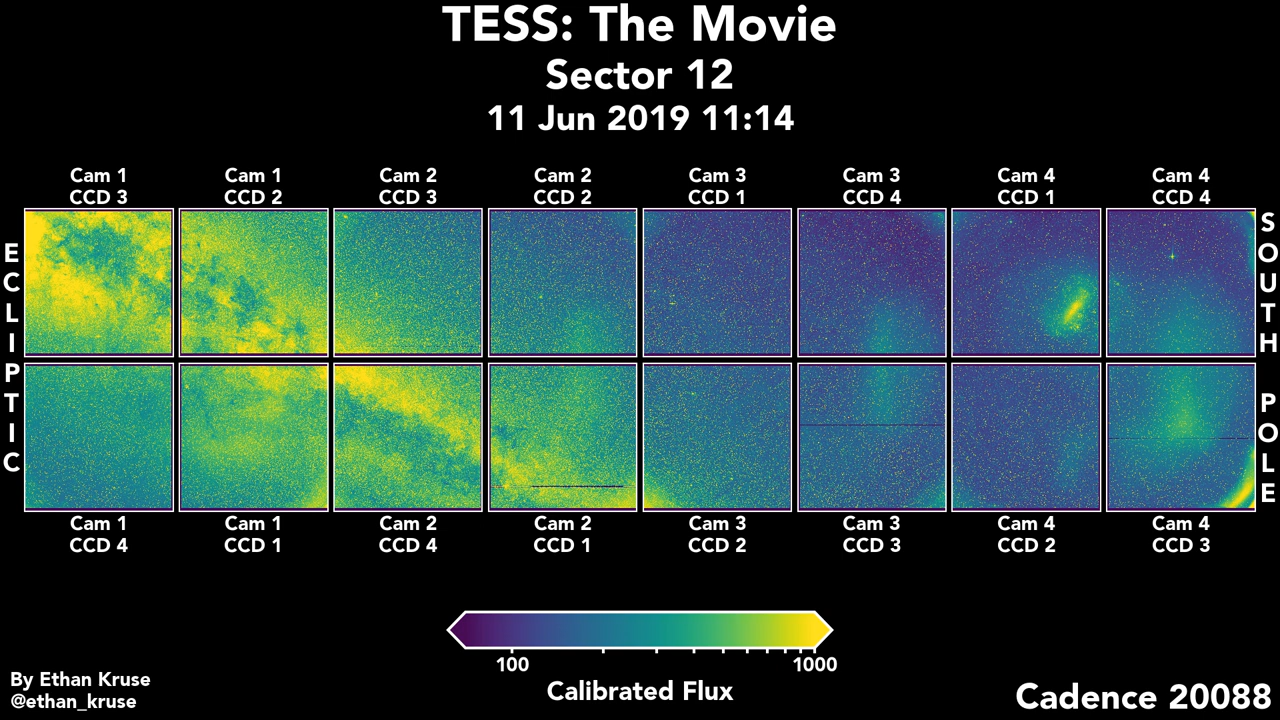 TESS: The Movie
Sector 12
11 Jun 2019 11:14
Cam 1 Cam 1 Cam 2 Cam 2 Cam 3 Cam 3 Cam 4 Cam 4
CCD 3 CCD 2 CCD 3 CCD 2 CCD 1 CCD 4 CCD 1 CCD 4
ECLIPTIC
SOUTH POLE
Cam 1 Cam 1 Cam 2 Cam 2 Cam 3 Cam 3 Cam 4 Cam 4
CCD 4 CCD 1 CCD 4 CCD 1 CCD 2 CCD 3 CCD 2 CCD 3
100 1000
Calibrated Flux
By Ethan Kruse
@ethan_kruse
Cadence 20088